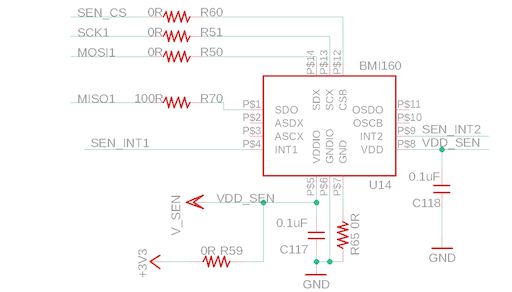 SEN_CS 0R R60
SCK1 0R R51
MOSI1 0R R50
MISO1 100R R70
SEN_INT1
P$14 P$13 P$12
BMI160
P$1 SDO SDX SCX CSB OSDO P$11
P$2 ASDX OSCB P$10
P$3 ASCX INT2 P$9 SEN_INT2
P$4 INT1 VDDIO GNDIO GND VDD P$8 VDD_SEN
P$5 P$6 P$7
U14
V_SEN VDD_SEN
0.1uF C117
R65 0R
0.1uF
C118
+3V3 0R R59
GND
GND